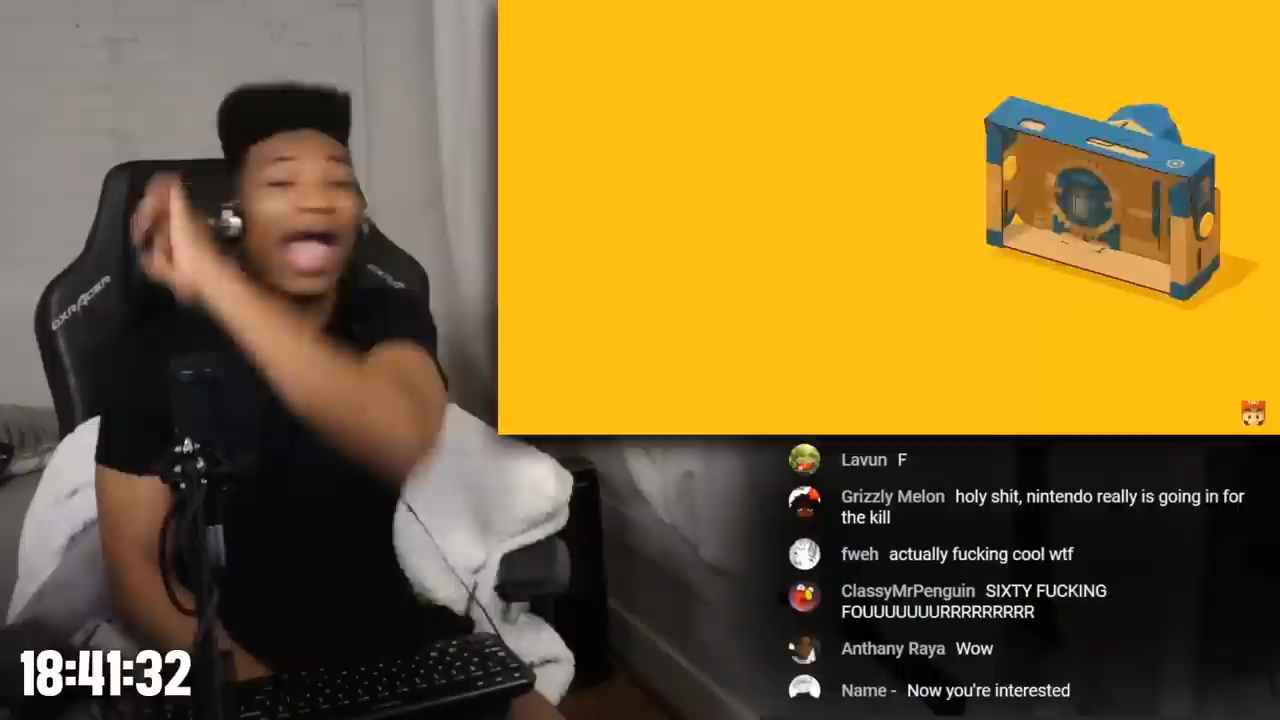 DXRACER
Lavun F
Grizzly Melon holy shit, nintendo really is going in for
the kill
fweh actually fucking cool wtf
ClassyMrPenguin SIXTY FUCKING
FOUUUUUUURRRRRRRRR
Anthany Raya Wow
Name - Now you're interested
18:41:32